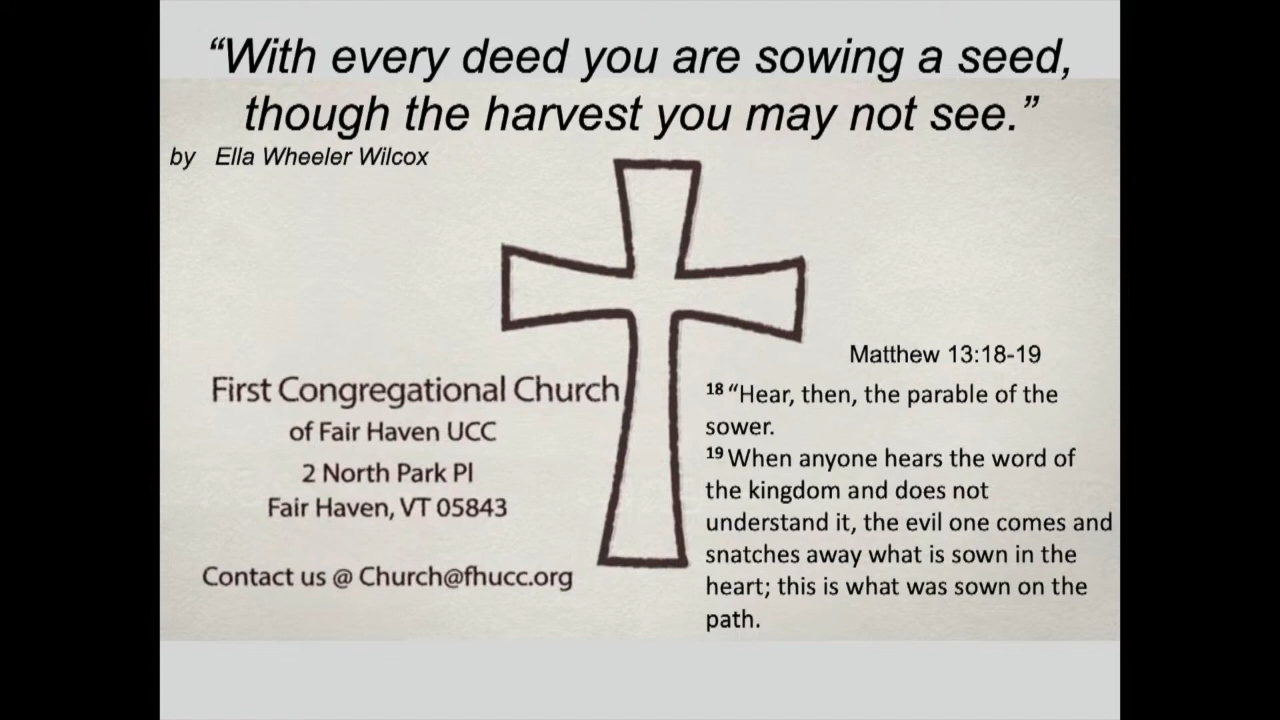 “With every deed you are sowing a seed,
though the harvest you may not see.”
by Ella Wheeler Wilcox
First Congregational Church
of Fair Haven UCC
2 North Park Pl
Fair Haven, VT 05843
Contact us @ Church@fhucc.org
Matthew 13:18-19
18 “Hear, then, the parable of the
sower.
19 When anyone hears the word of
the kingdom and does not
understand it, the evil one comes and
snatches away what is sown in the
heart; this is what was sown on the
path.